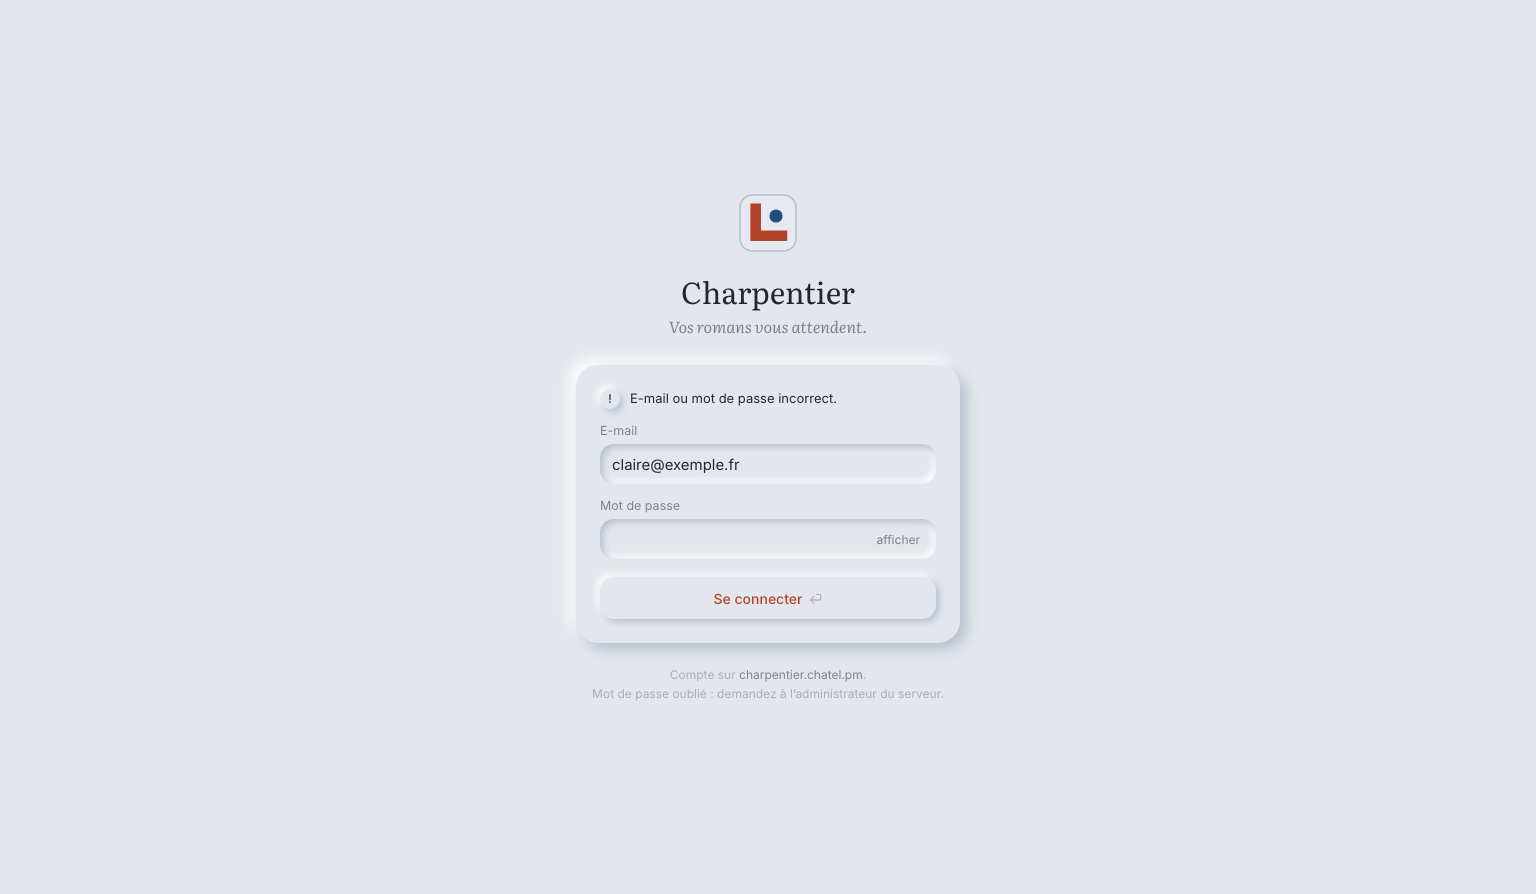 Charpentier
Vos romans vous attendent.
! E-mail ou mot de passe incorrect.
E-mail
claire@exemple.fr
Mot de passe
afficher
Se connecter
Compte sur charpentier.chatel.pm.
Mot de passe oublié : demandez à l’administrateur du serveur.